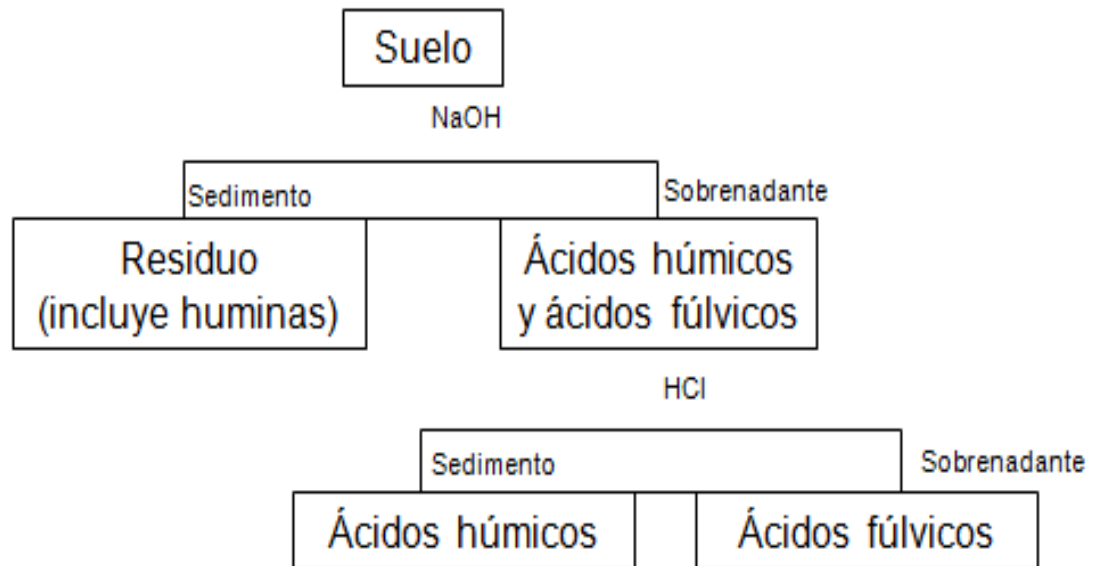 Suelo
NaOH
Sedimento
Sobrenadante
Residuo
(incluye huminas)
Ácidos húmicos
y ácidos fúlvicos
HCl
Sedimento
Sobrenadante
Ácidos húmicos
Ácidos fúlvicos